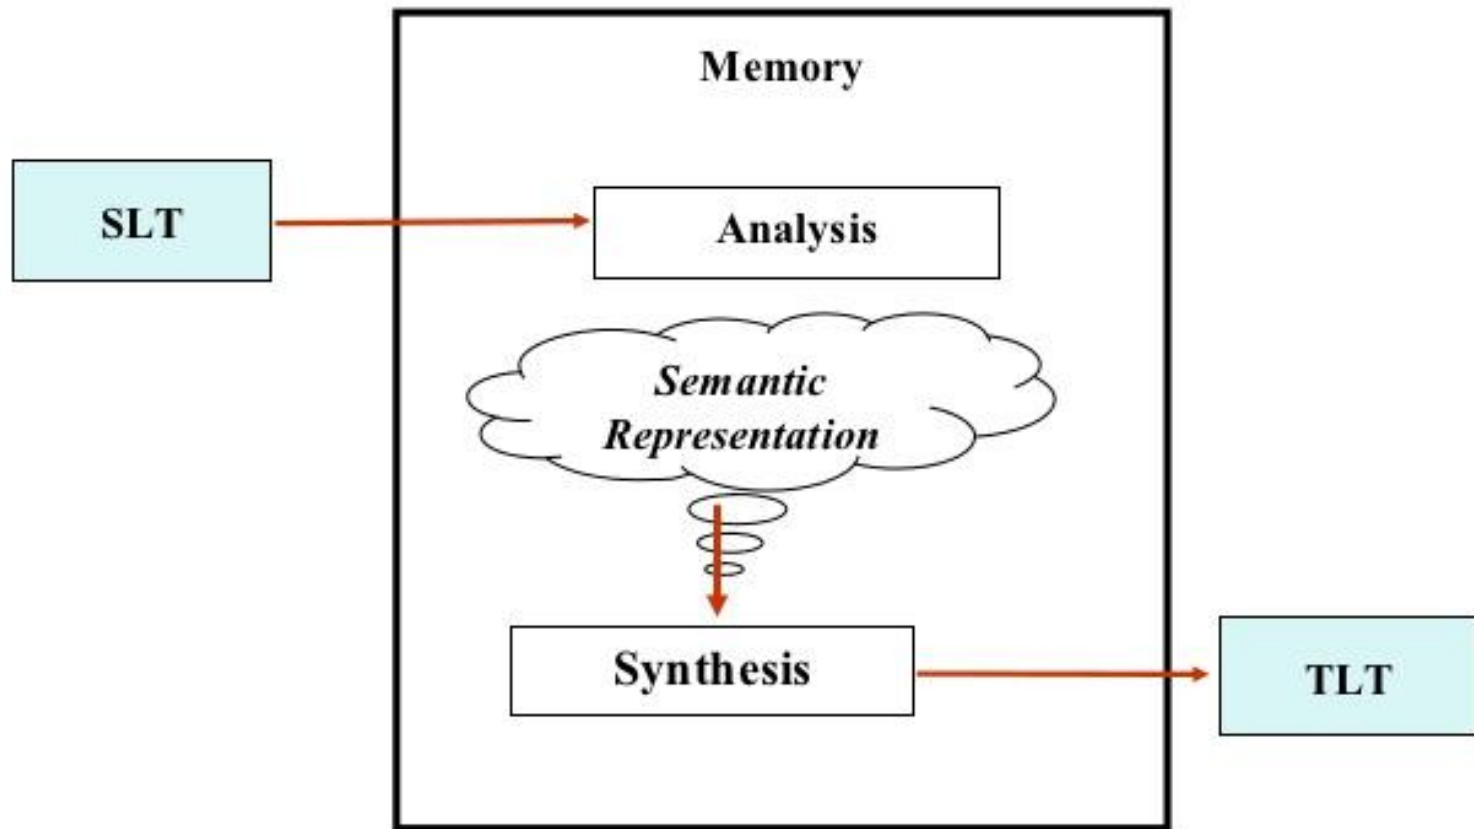 Memory
SLT
Analysis
Semantic
Representation
Synthesis
TLT